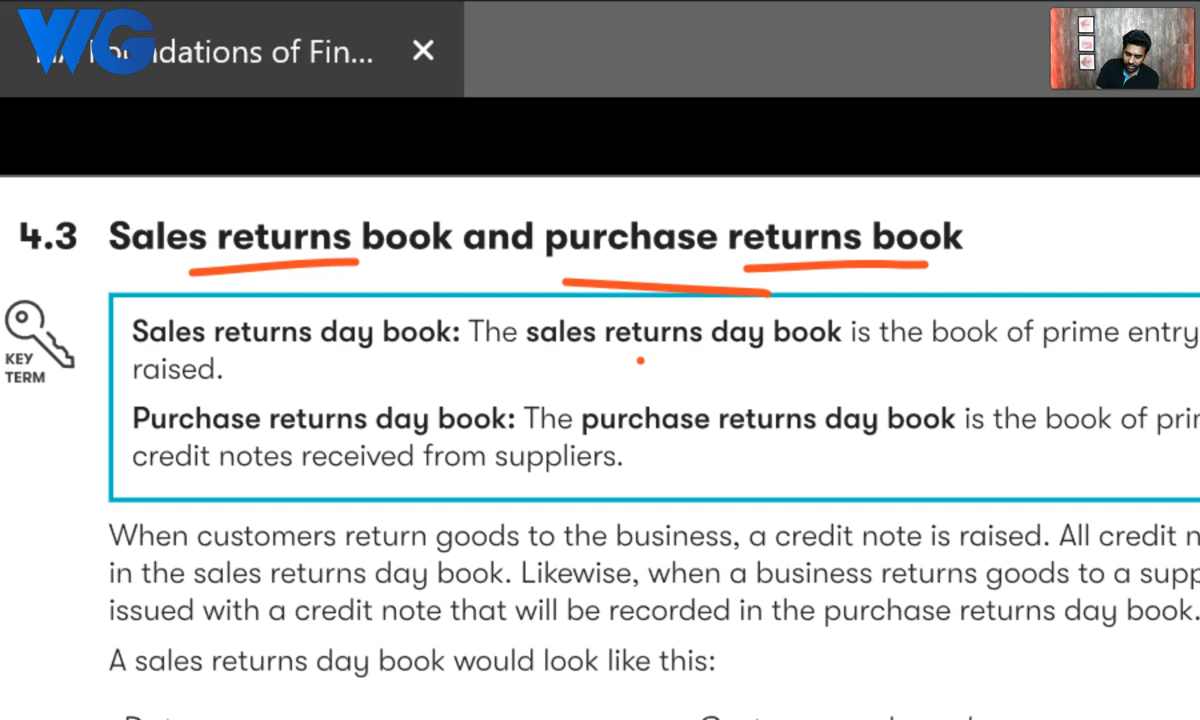 WG
dations of Fin...
4.3 Sales returns book and purchase returns book
KEY
TERM
Sales returns day book: The sales returns day book is the book of prime entry
raised.
Purchase returns day book: The purchase returns day book is the book of
credit notes received from suppliers.
When customers return goods to the business, a credit note is raised. All credit
in the sales returns day book. Likewise, when a business returns goods to a
issued with a credit note that will be recorded in the purchase returns day book.
A sales returns day book would look like this: